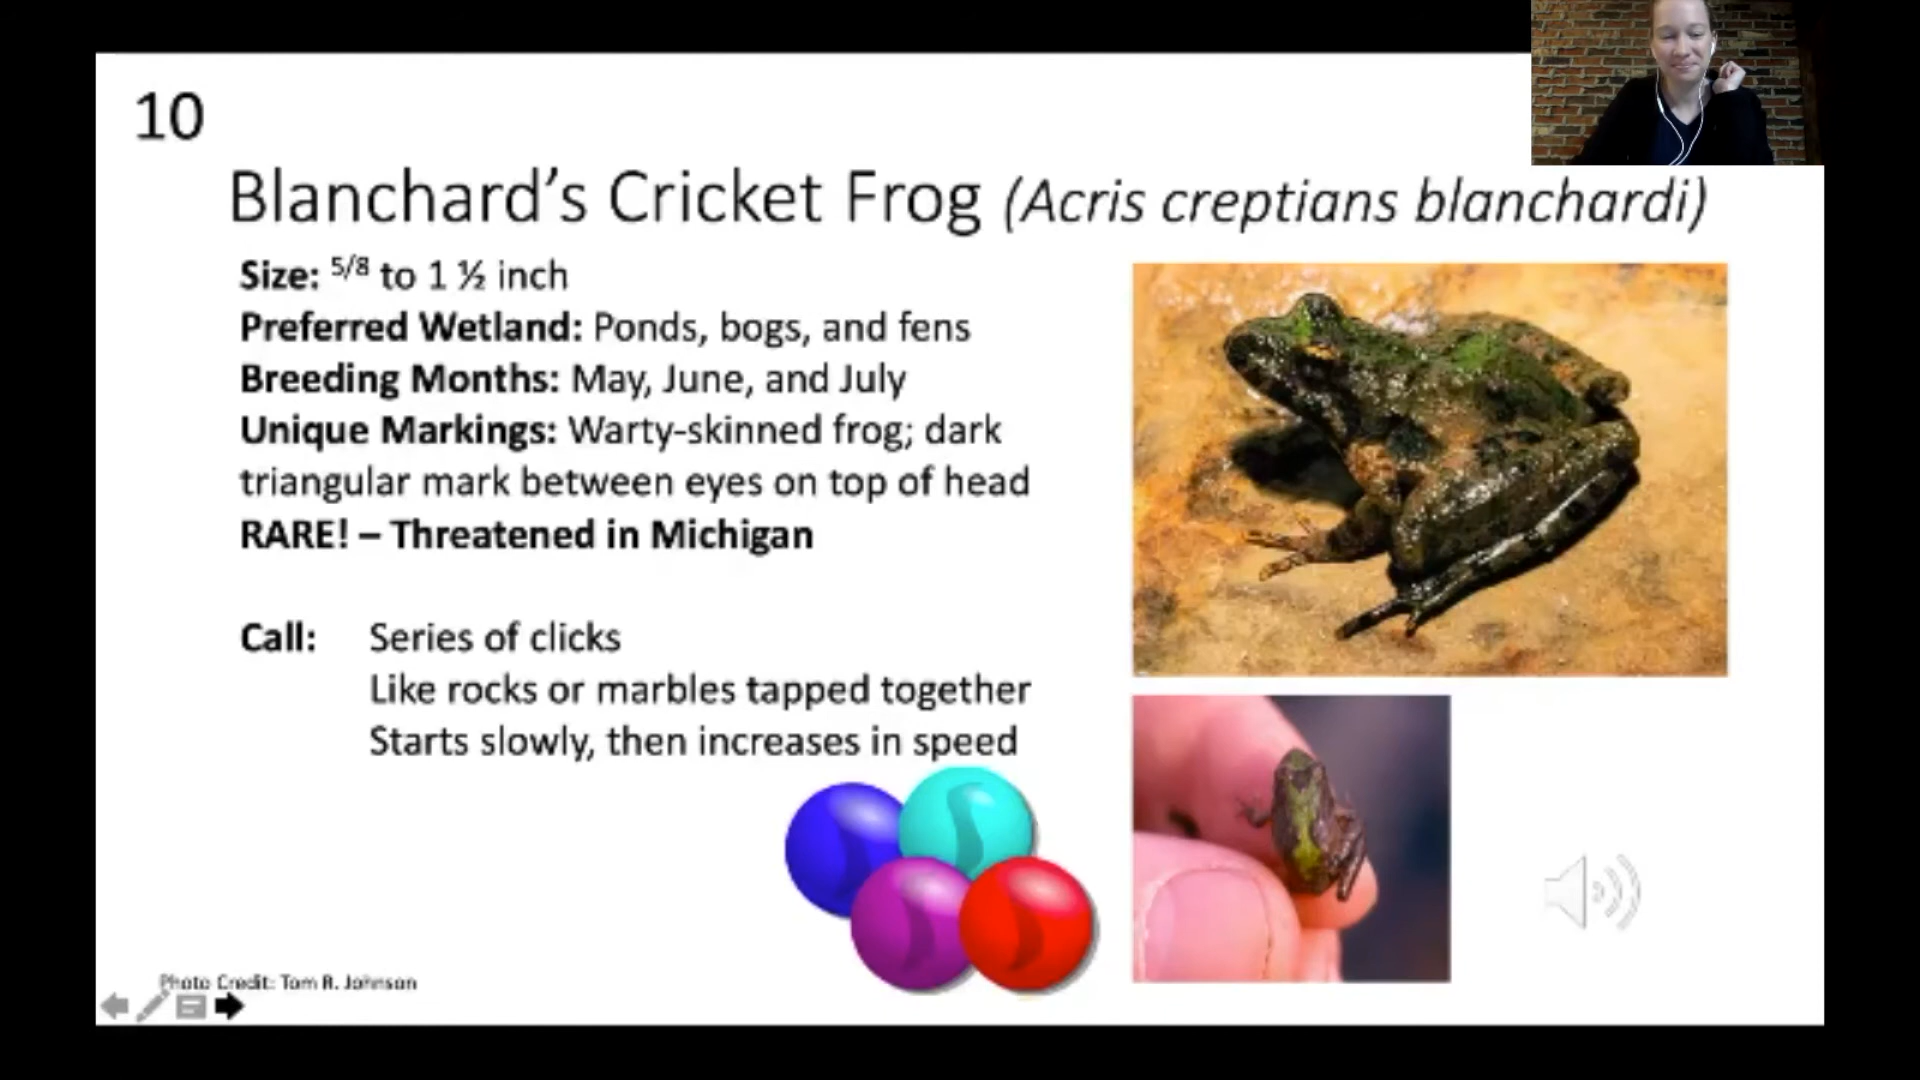 10
Blanchard’s Cricket Frog (Acris creptians blanchardi)
Size: 5/8 to 1 ½ inch
Preferred Wetland: Ponds, bogs, and fens
Breeding Months: May, June, and July
Unique Markings: Warty-skinned frog; dark
triangular mark between eyes on top of head
RARE! – Threatened in Michigan
Call: Series of clicks
Like rocks or marbles tapped together
Starts slowly, then increases in speed
Photo Credit: Tom R. Johnson